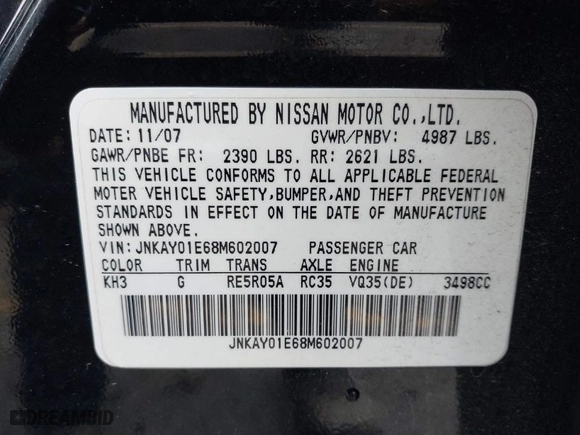 MANUFACTURED BY NISSAN MOTOR CO.,LTD.
DATE: 11/07 GVWR/PNBV: 4987 LBS.
GAWR/PNBE FR: 2390 LBS. RR: 2621 LBS.
THIS VEHICLE CONFORMS TO ALL APPLICABLE FEDERAL
MOTOR VEHICLE SAFETY,BUMPER,AND THEFT PREVENTION
STANDARDS IN EFFECT ON THE DATE OF MANUFACTURE
SHOWN ABOVE.
VIN: JNKAY01E68M602007 PASSENGER CAR
COLOR TRIM TRANS AXLE ENGINE
KH3 G RE5R05A RC35 VQ35(DE) 3498CC
JNKAY01E68M602007
DREAMBID